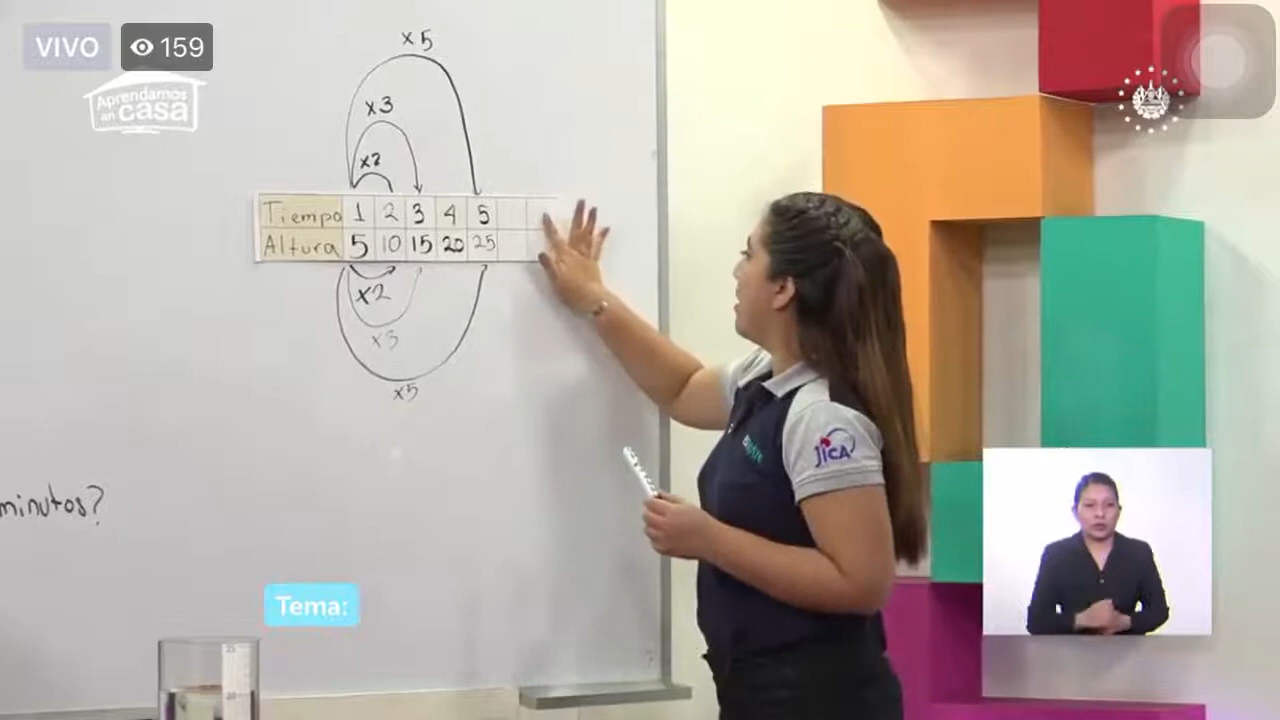 VIVO 159
Aprendamos
en
casa
x5
x3
x2
Tiempo 1 2 3 4 5
Altura 5 10 15 20 25
x2
x3
x5
JICA
minutos?
Tema: